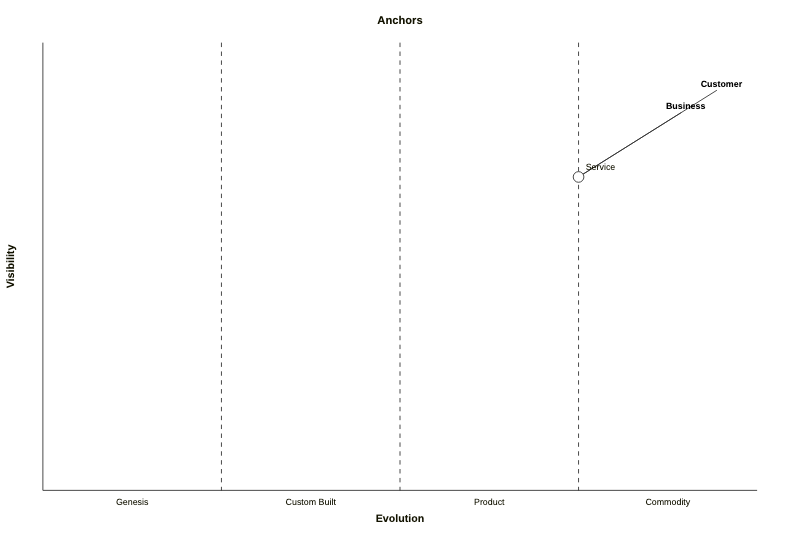 Anchors
Customer
Business
Service
Visibility
Genesis
Custom Built
Product
Commodity
Evolution